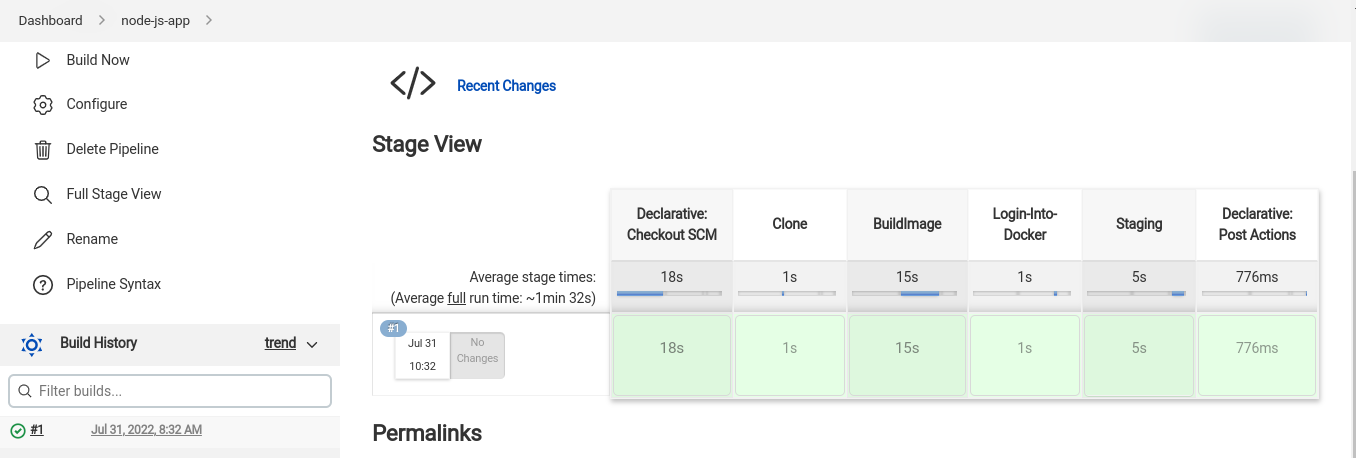 Dashboard
node-js-app
Build Now
Configure
Delete Pipeline
Full Stage View
Rename
Pipeline Syntax
Build History
trend
Filter builds...
#1
Jul 31, 2022, 8:32 AM
Recent Changes
Stage View
Declarative:
Checkout SCM
Clone
BuildImage
Login-Into-
Docker
Staging
Declarative:
Post Actions
Average stage times:
(Average full run time: ~1min 32s)
18s
1s
15s
1s
5s
776ms
#1
Jul 31
10:32
No
Changes
18s
1s
15s
1s
5s
776ms
Permalinks